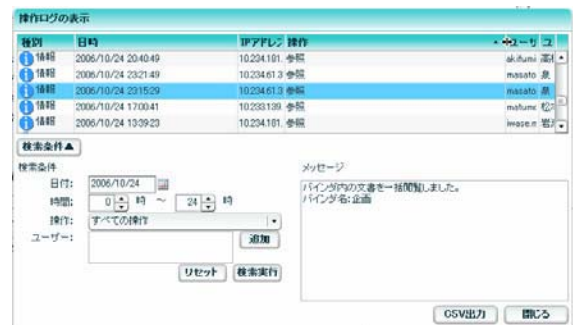 操作ログの表示
種別 日時 IPアドレス 操作 ユーザ ユ
情報 2006/10/24 20:40:49 10.234.181. 参照 akifumi
情報 2006/10/24 23:21:49 10.234.61.3 参照 masato 泉
情報 2006/10/24 23:15:29 10.234.61.3 参照 masato 泉
情報 2006/10/24 17:00:41 10.233.139. 参照 matumc 松
情報 2006/10/24 13:39:23 10.234.181. 参照 iwase.n 岩
検索条件▲
検索条件
日付: 2006/10/24
時間: 0 時 ～ 24 時
操作: すべての操作
ユーザー: 追加
リセット 検索実行
メッセージ
バインダ内の文書を一括閲覧しました。
バインダ名:企画
CSV出力 閉じる